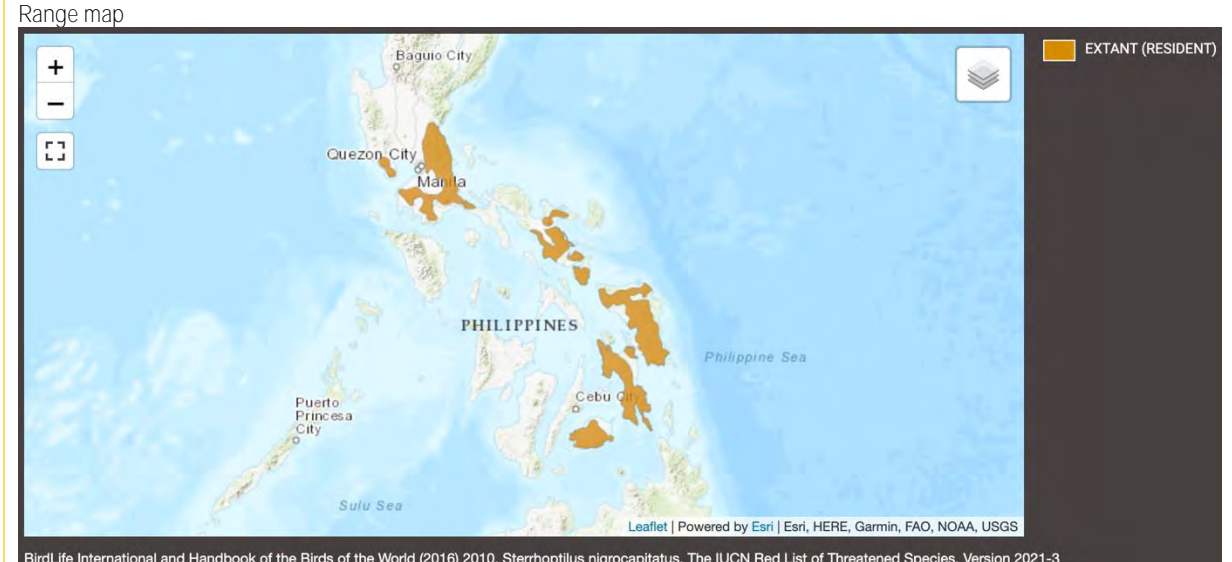 Range map
EXTANT (RESIDENT)
+
−
Baguio City
Quezon City
Manila
PHILIPPINES
Philippine Sea
Cebu City
Puerto
Princesa
City
Sulu Sea
Leaflet | Powered by Esri | Esri, HERE, Garmin, FAO, NOAA, USGS
BirdLife International and Handbook of the Birds of the World (2016) 2010. Sterrhoptilus nigrocapitatus. The IUCN Red List of Threatened Species. Version 2021-3